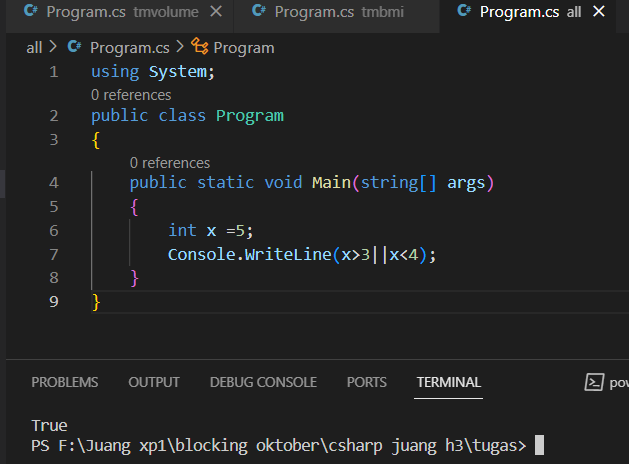 Program.cs tmvolume Program.cs tmbmi Program.cs all
all > Program.cs > Program
1 using System;
0 references
2 public class Program
3 {
0 references
4 public static void Main(string[] args)
5 {
6 int x =5;
7 Console.WriteLine(x>3||x<4);
8 }
9 }
PROBLEMS OUTPUT DEBUG CONSOLE PORTS TERMINAL pow
True
PS F:\Juang xp1\blocking oktober\csharp juang h3\tugas>